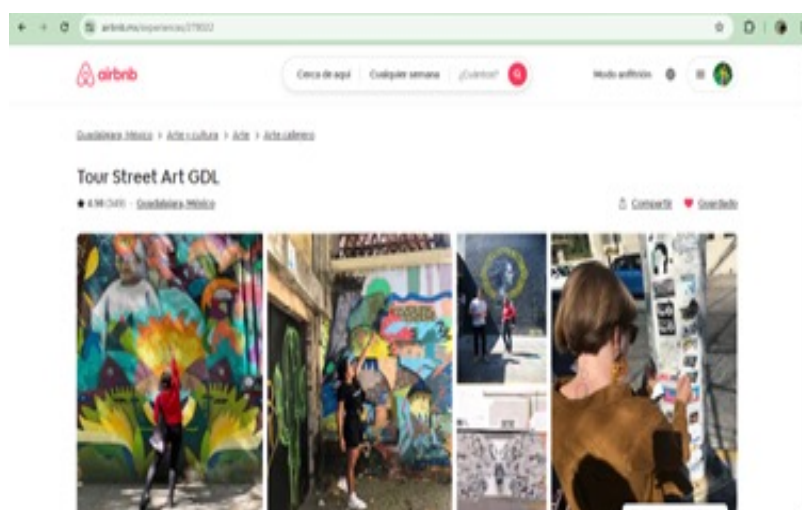 airbnb
Cerca de aquí Cualquier semana ¿Cuántos?
Modo anfitrión
Guadalajara, México > Arte y cultura > Arte > Arte callejero
Tour Street Art GDL
Guadalajara, México
Compartir Guardado